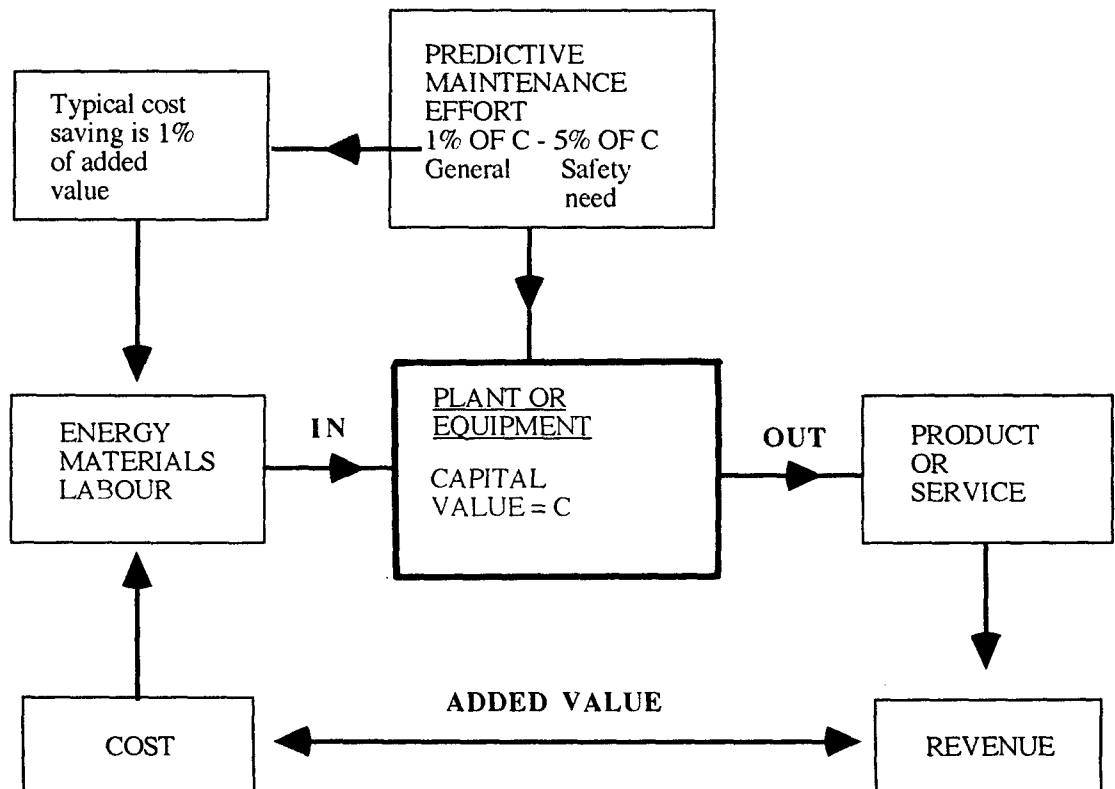 PREDICTIVE
MAINTENANCE
EFFORT
1% OF C - 5% OF C
General Safety
need
Typical cost
saving is 1%
of added
value
ENERGY
MATERIALS
LABOUR
IN
PLANT OR
EQUIPMENT
CAPITAL
VALUE = C
OUT
PRODUCT
OR
SERVICE
COST
ADDED VALUE
REVENUE